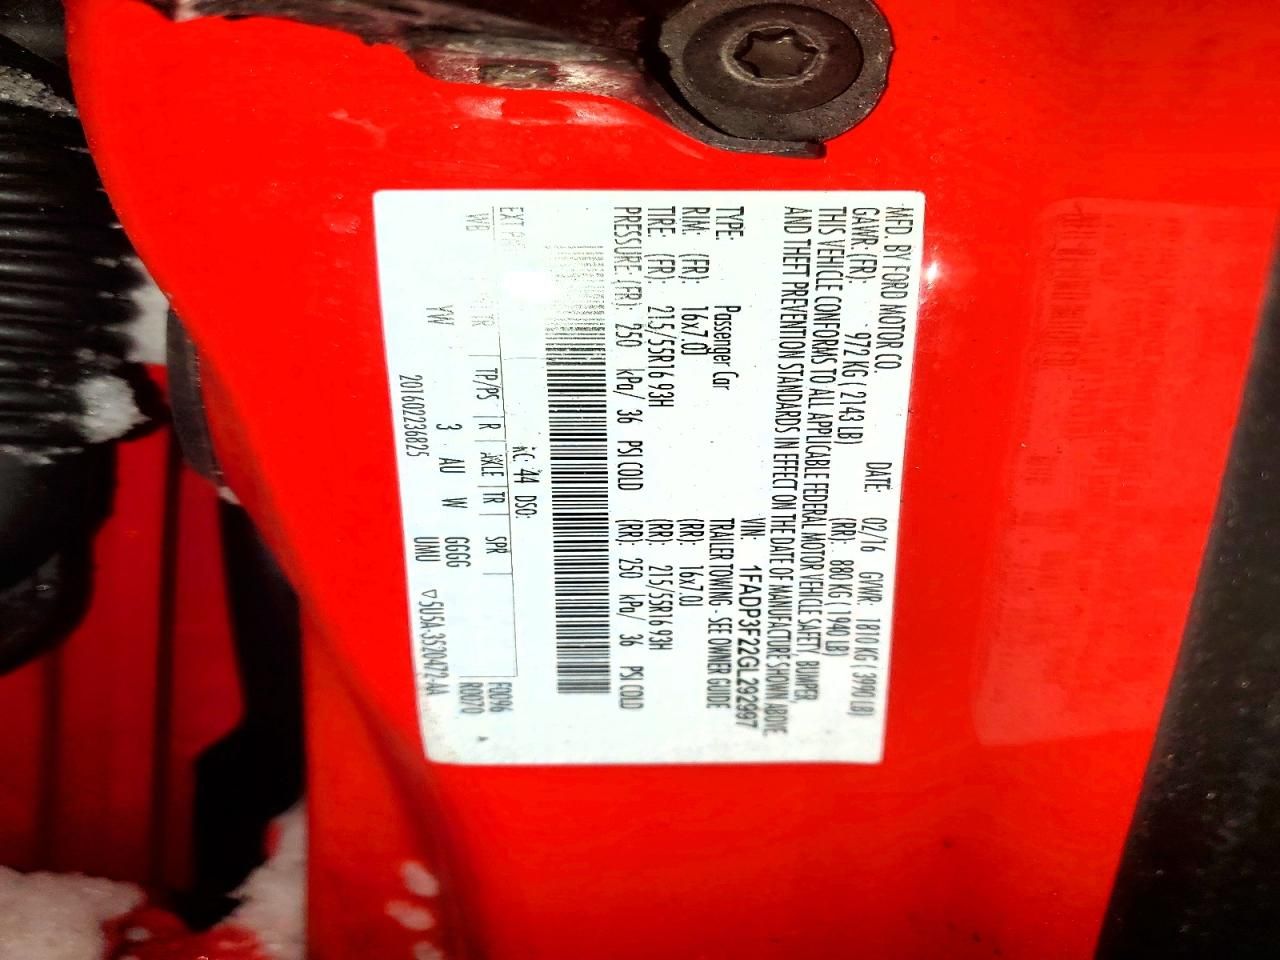 MFD. BY FORD MOTOR CO. DATE: 02/16 GVWR: 1810 KG ( 3990 LB)
GAWR: (FR): 972 KG ( 2143 LB) (RR): 880 KG ( 1940 LB)
THIS VEHICLE CONFORMS TO ALL APPLICABLE FEDERAL MOTOR VEHICLE SAFETY, BUMPER,
AND THEFT PREVENTION STANDARDS IN EFFECT ON THE DATE OF MANUFACTURE SHOWN ABOVE
VIN: 1FADP3F22GL292997
TYPE: Passenger Car TRAILER TOWING - SEE OWNER GUIDE
RIM: (FR): 16x7.0J (RR): 16x7.0J
TIRE: (FR): 215/55R16 93H (RR): 215/55R16 93H
PRESSURE: (FR): 250 kPa/ 36 PSI COLD (RR): 250 kPa/ 36 PSI COLD
EXT RC: 44 DSO: F0096
WB TR TP/PS R AXLE TR SPR R0070
YW 3 AU W GGGG
201602236825 UMU ▽5U5A-3520472-AA